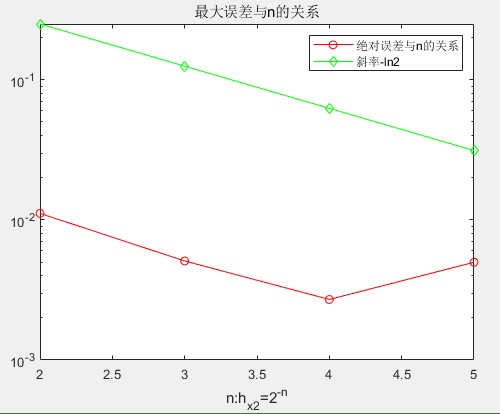 最大误差与n的关系
绝对误差与n的关系
斜率-ln2
10^-1
10^-2
10^-3
2 2.5 3 3.5 4 4.5 5
n:h_x2=2^-n